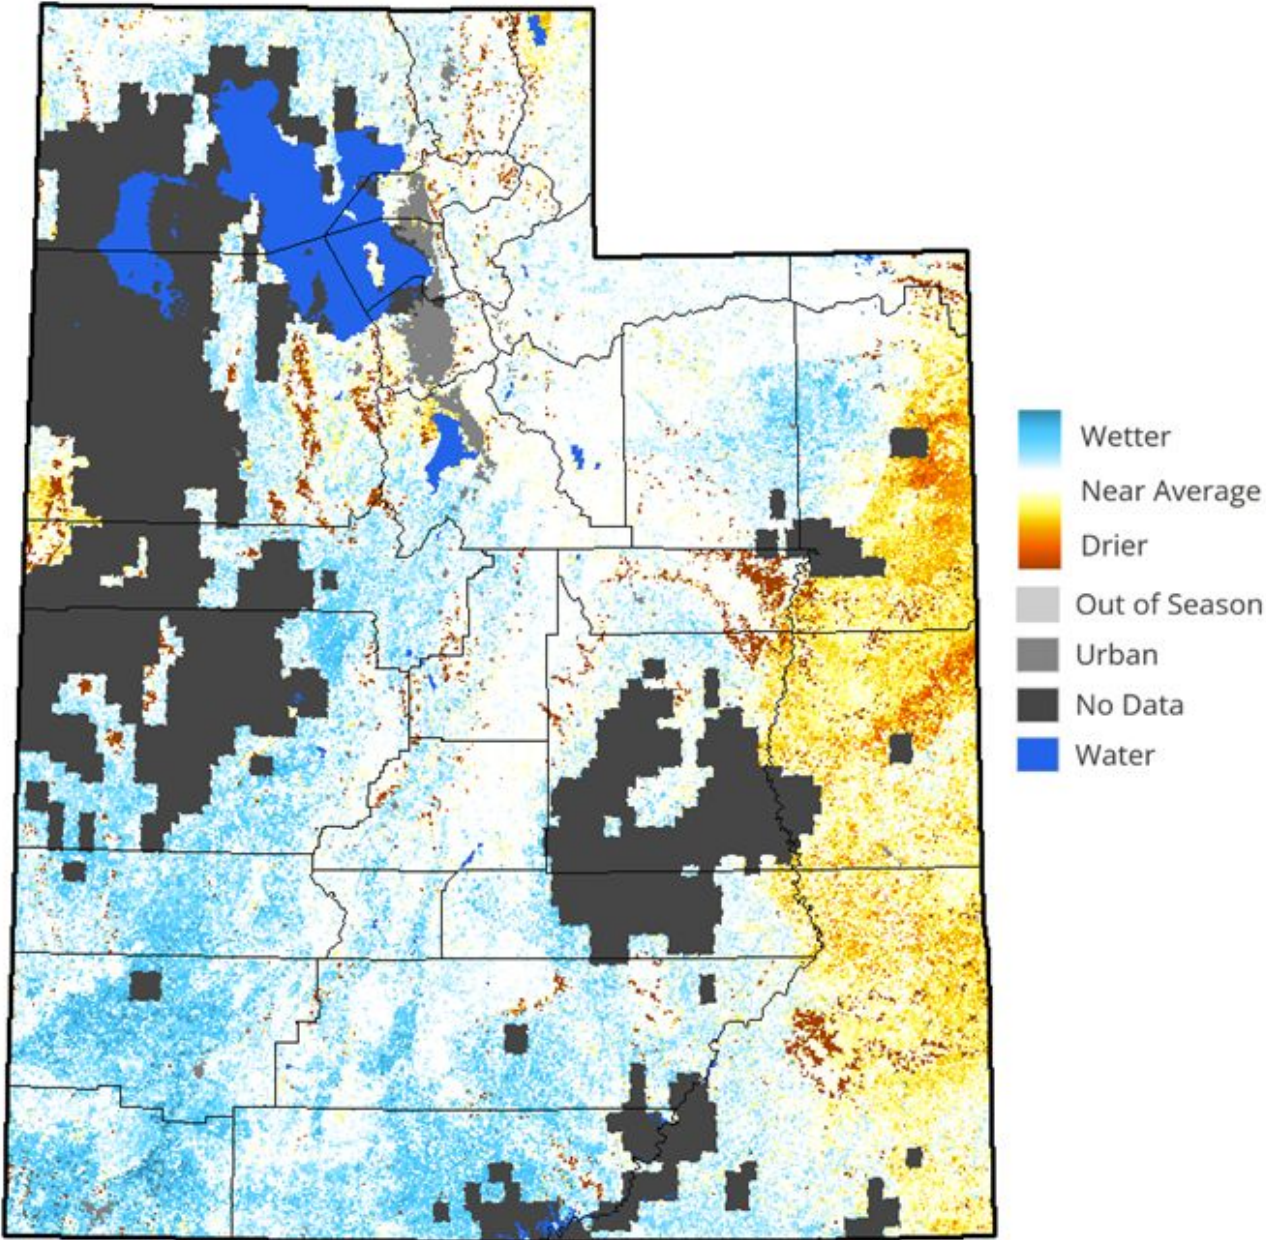 Wetter
Near Average
Drier
Out of Season
Urban
No Data
Water